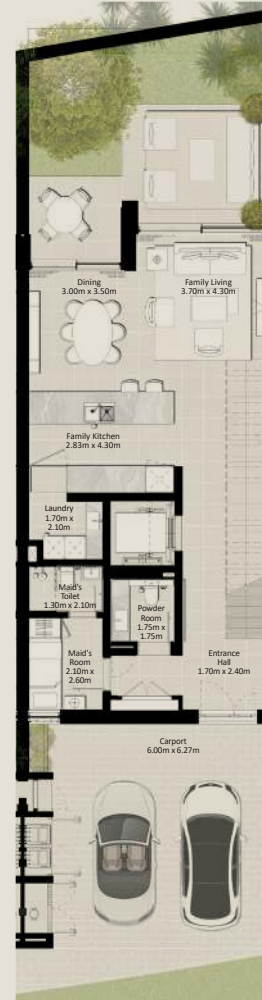 Dining
3.00m x 3.50m
Family Living
3.70m x 4.30m
Family Kitchen
2.83m x 4.30m
Laundry
1.70m x
2.10m
Maid's
Toilet
1.30m x 2.10m
Powder
Room
1.75m x
1.75m
Maid's
Room
2.10m x
2.60m
Entrance
Hall
1.70m x 2.40m
Carport
6.00m x 6.27m